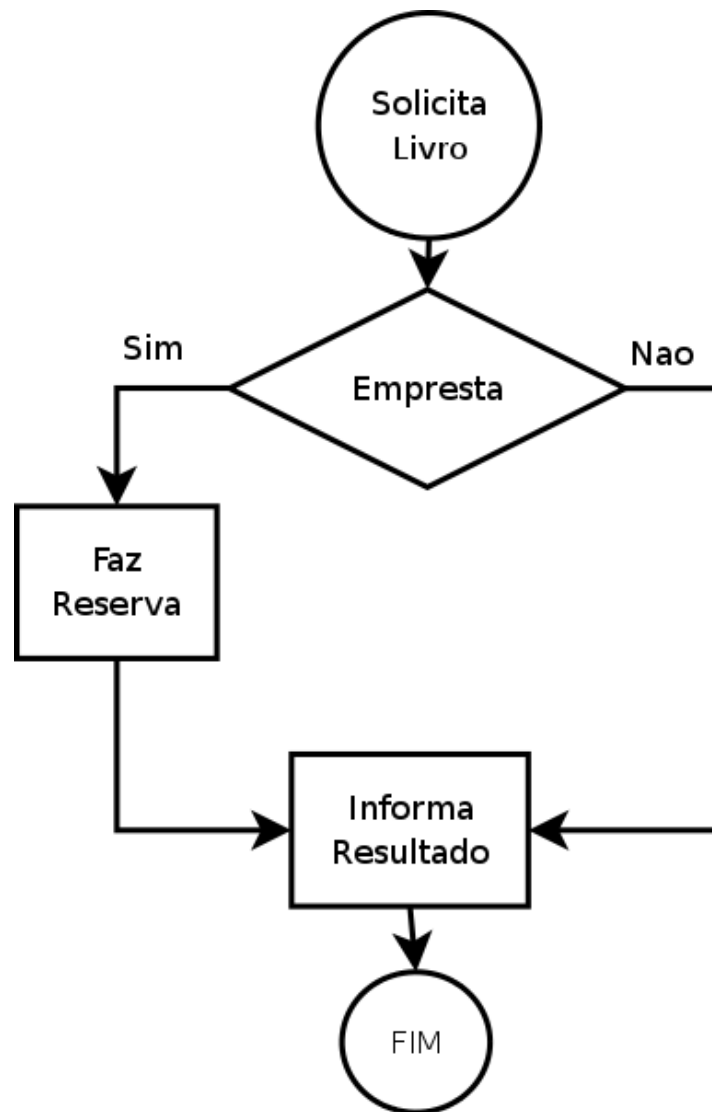 Solicita
Livro
Sim
Nao
Empresta
Faz
Reserva
Informa
Resultado
FIM